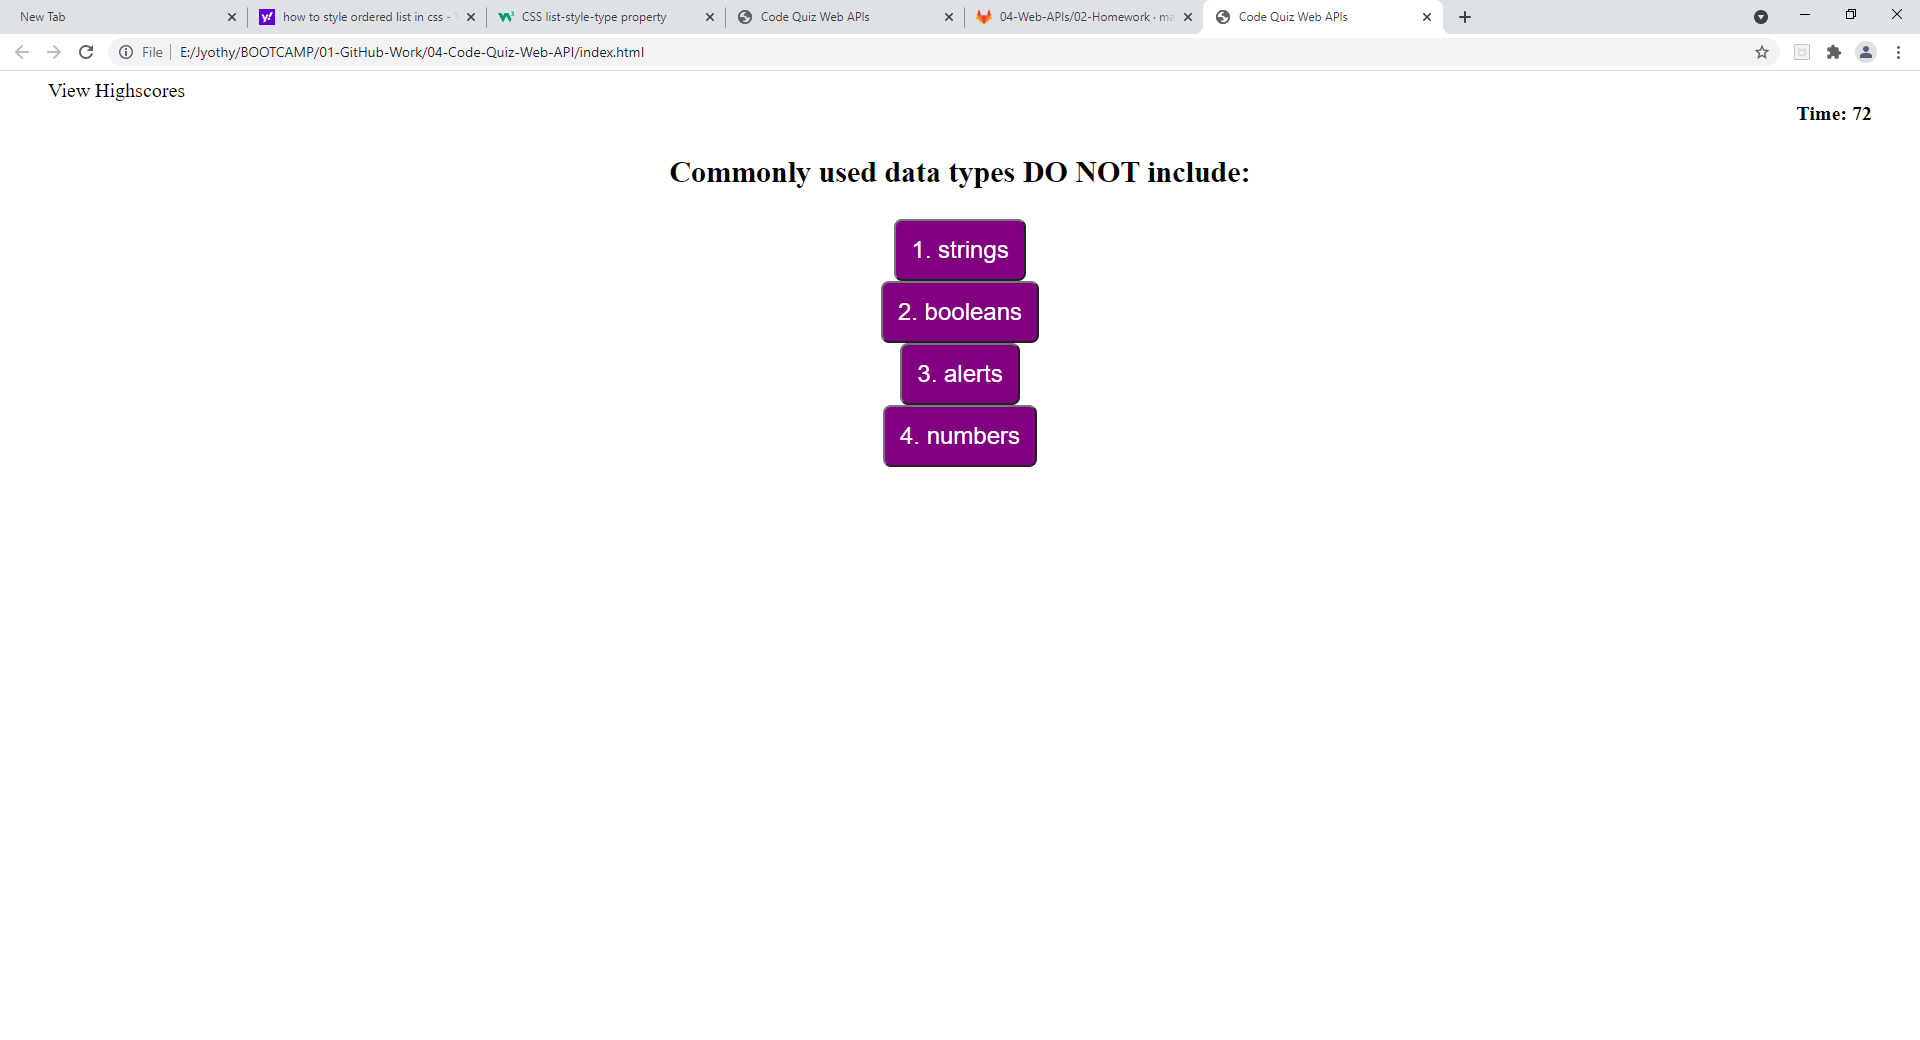 New Tab
how to style ordered list in css -
CSS list-style-type property
Code Quiz Web APIs
04-Web-APIs/02-Homework · ma
Code Quiz Web APIs
File
E:/Jyothy/BOOTCAMP/01-GitHub-Work/04-Code-Quiz-Web-API/index.html
View Highscores
Time: 72
Commonly used data types DO NOT include:
1. strings
2. booleans
3. alerts
4. numbers